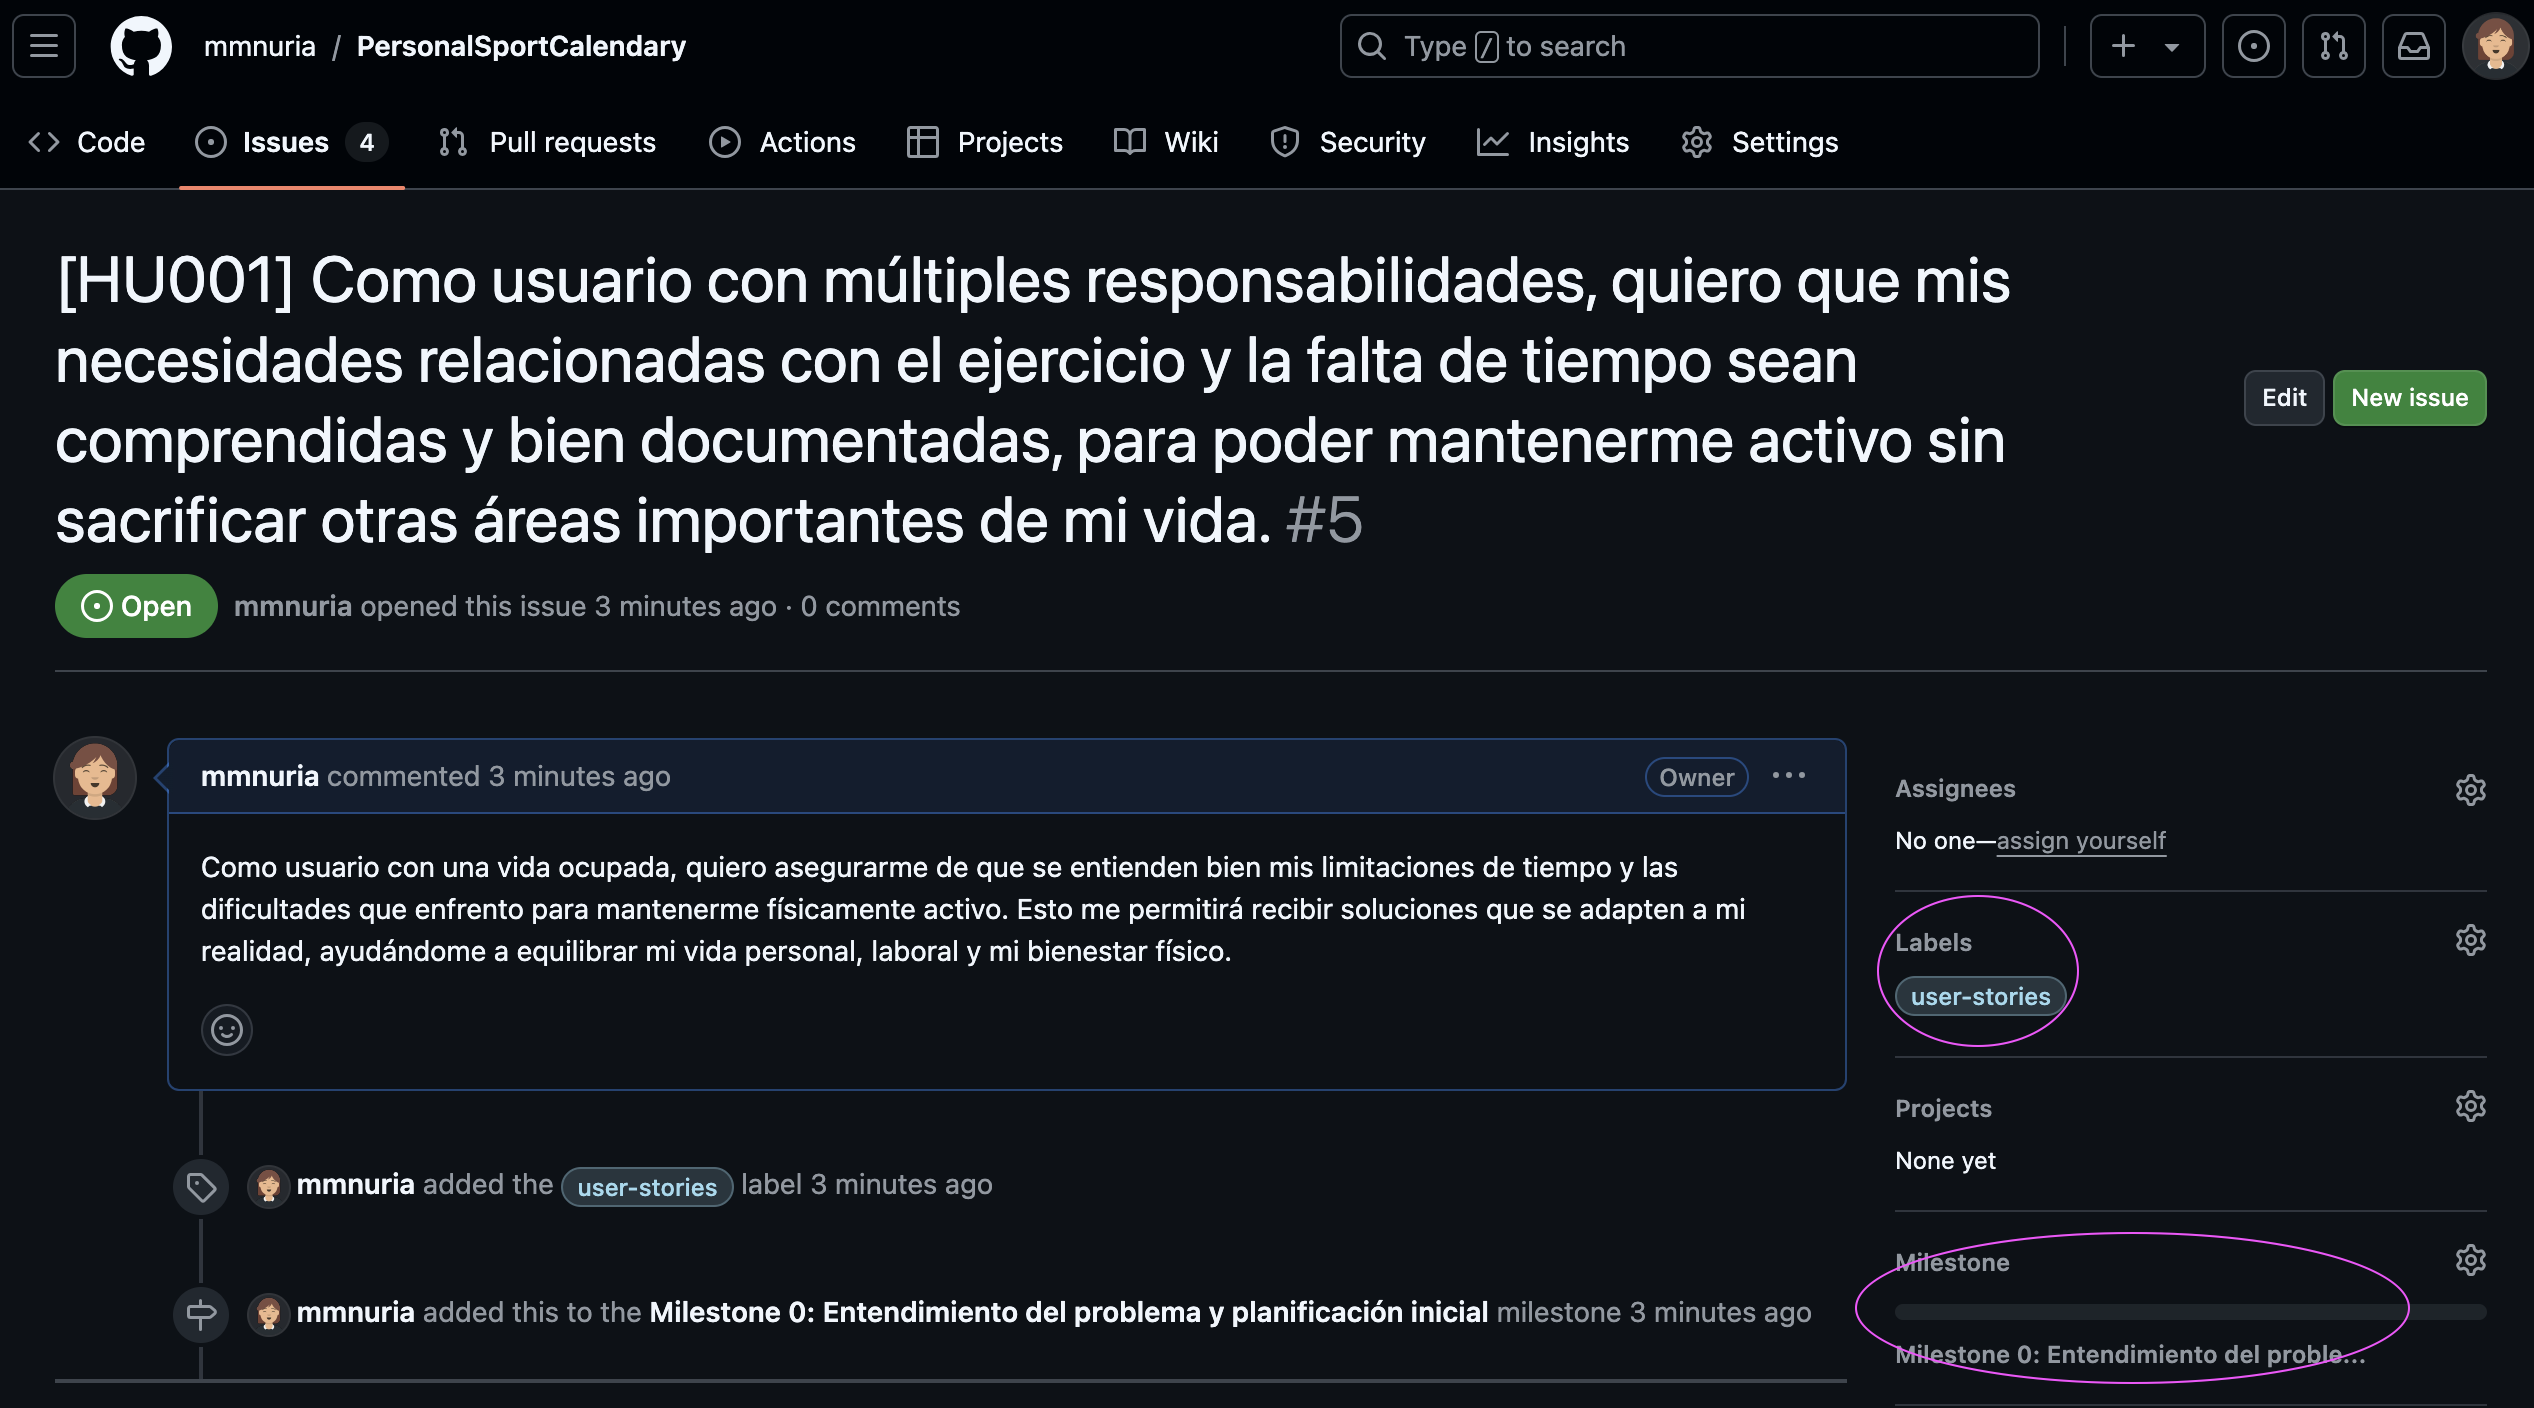 mmnuria / PersonalSportCalendary
Type / to search
Code
Issues 4
Pull requests
Actions
Projects
Wiki
Security
Insights
Settings
[HU001] Como usuario con múltiples responsabilidades, quiero que mis
necesidades relacionadas con el ejercicio y la falta de tiempo sean
comprendidas y bien documentadas, para poder mantenerme activo sin
sacrificar otras áreas importantes de mi vida. #5
Edit
New issue
Open
mmnuria opened this issue 3 minutes ago · 0 comments
mmnuria commented 3 minutes ago
Owner
Como usuario con una vida ocupada, quiero asegurarme de que se entienden bien mis limitaciones de tiempo y las
dificultades que enfrento para mantenerme físicamente activo. Esto me permitirá recibir soluciones que se adapten a mi
realidad, ayudándome a equilibrar mi vida personal, laboral y mi bienestar físico.
mmnuria added the user-stories label 3 minutes ago
mmnuria added this to the Milestone 0: Entendimiento del problema y planificación inicial milestone 3 minutes ago
Assignees
No one—assign yourself
Labels
user-stories
Projects
None yet
Milestone
Milestone 0: Entendimiento del proble...